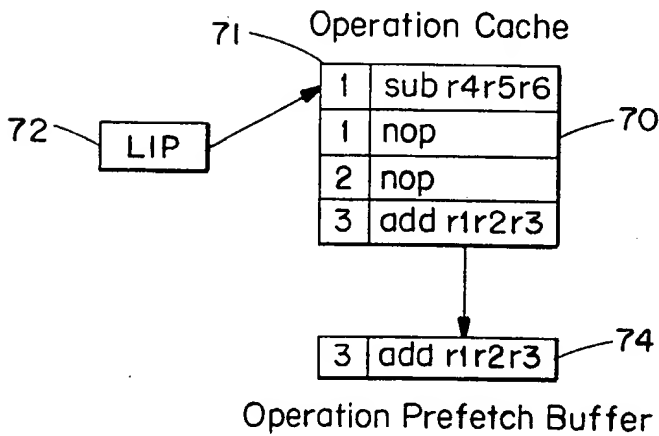 71
Operation Cache
1 sub r4r5r6
72
LIP
1 nop
70
2 nop
3 add r1r2r3
3 add r1r2r3
74
Operation Prefetch Buffer